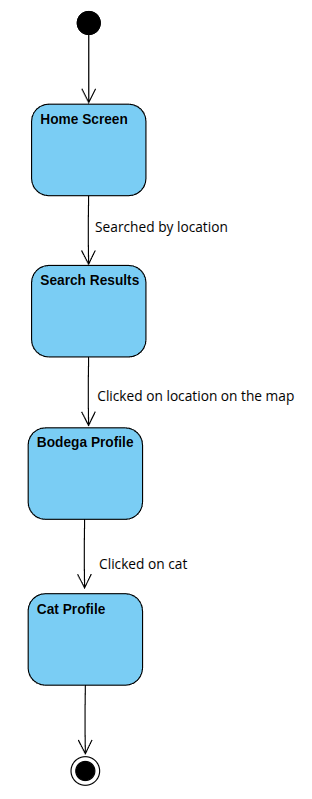 Home Screen
Searched by location
Search Results
Clicked on location on the map
Bodega Profile
Clicked on cat
Cat Profile